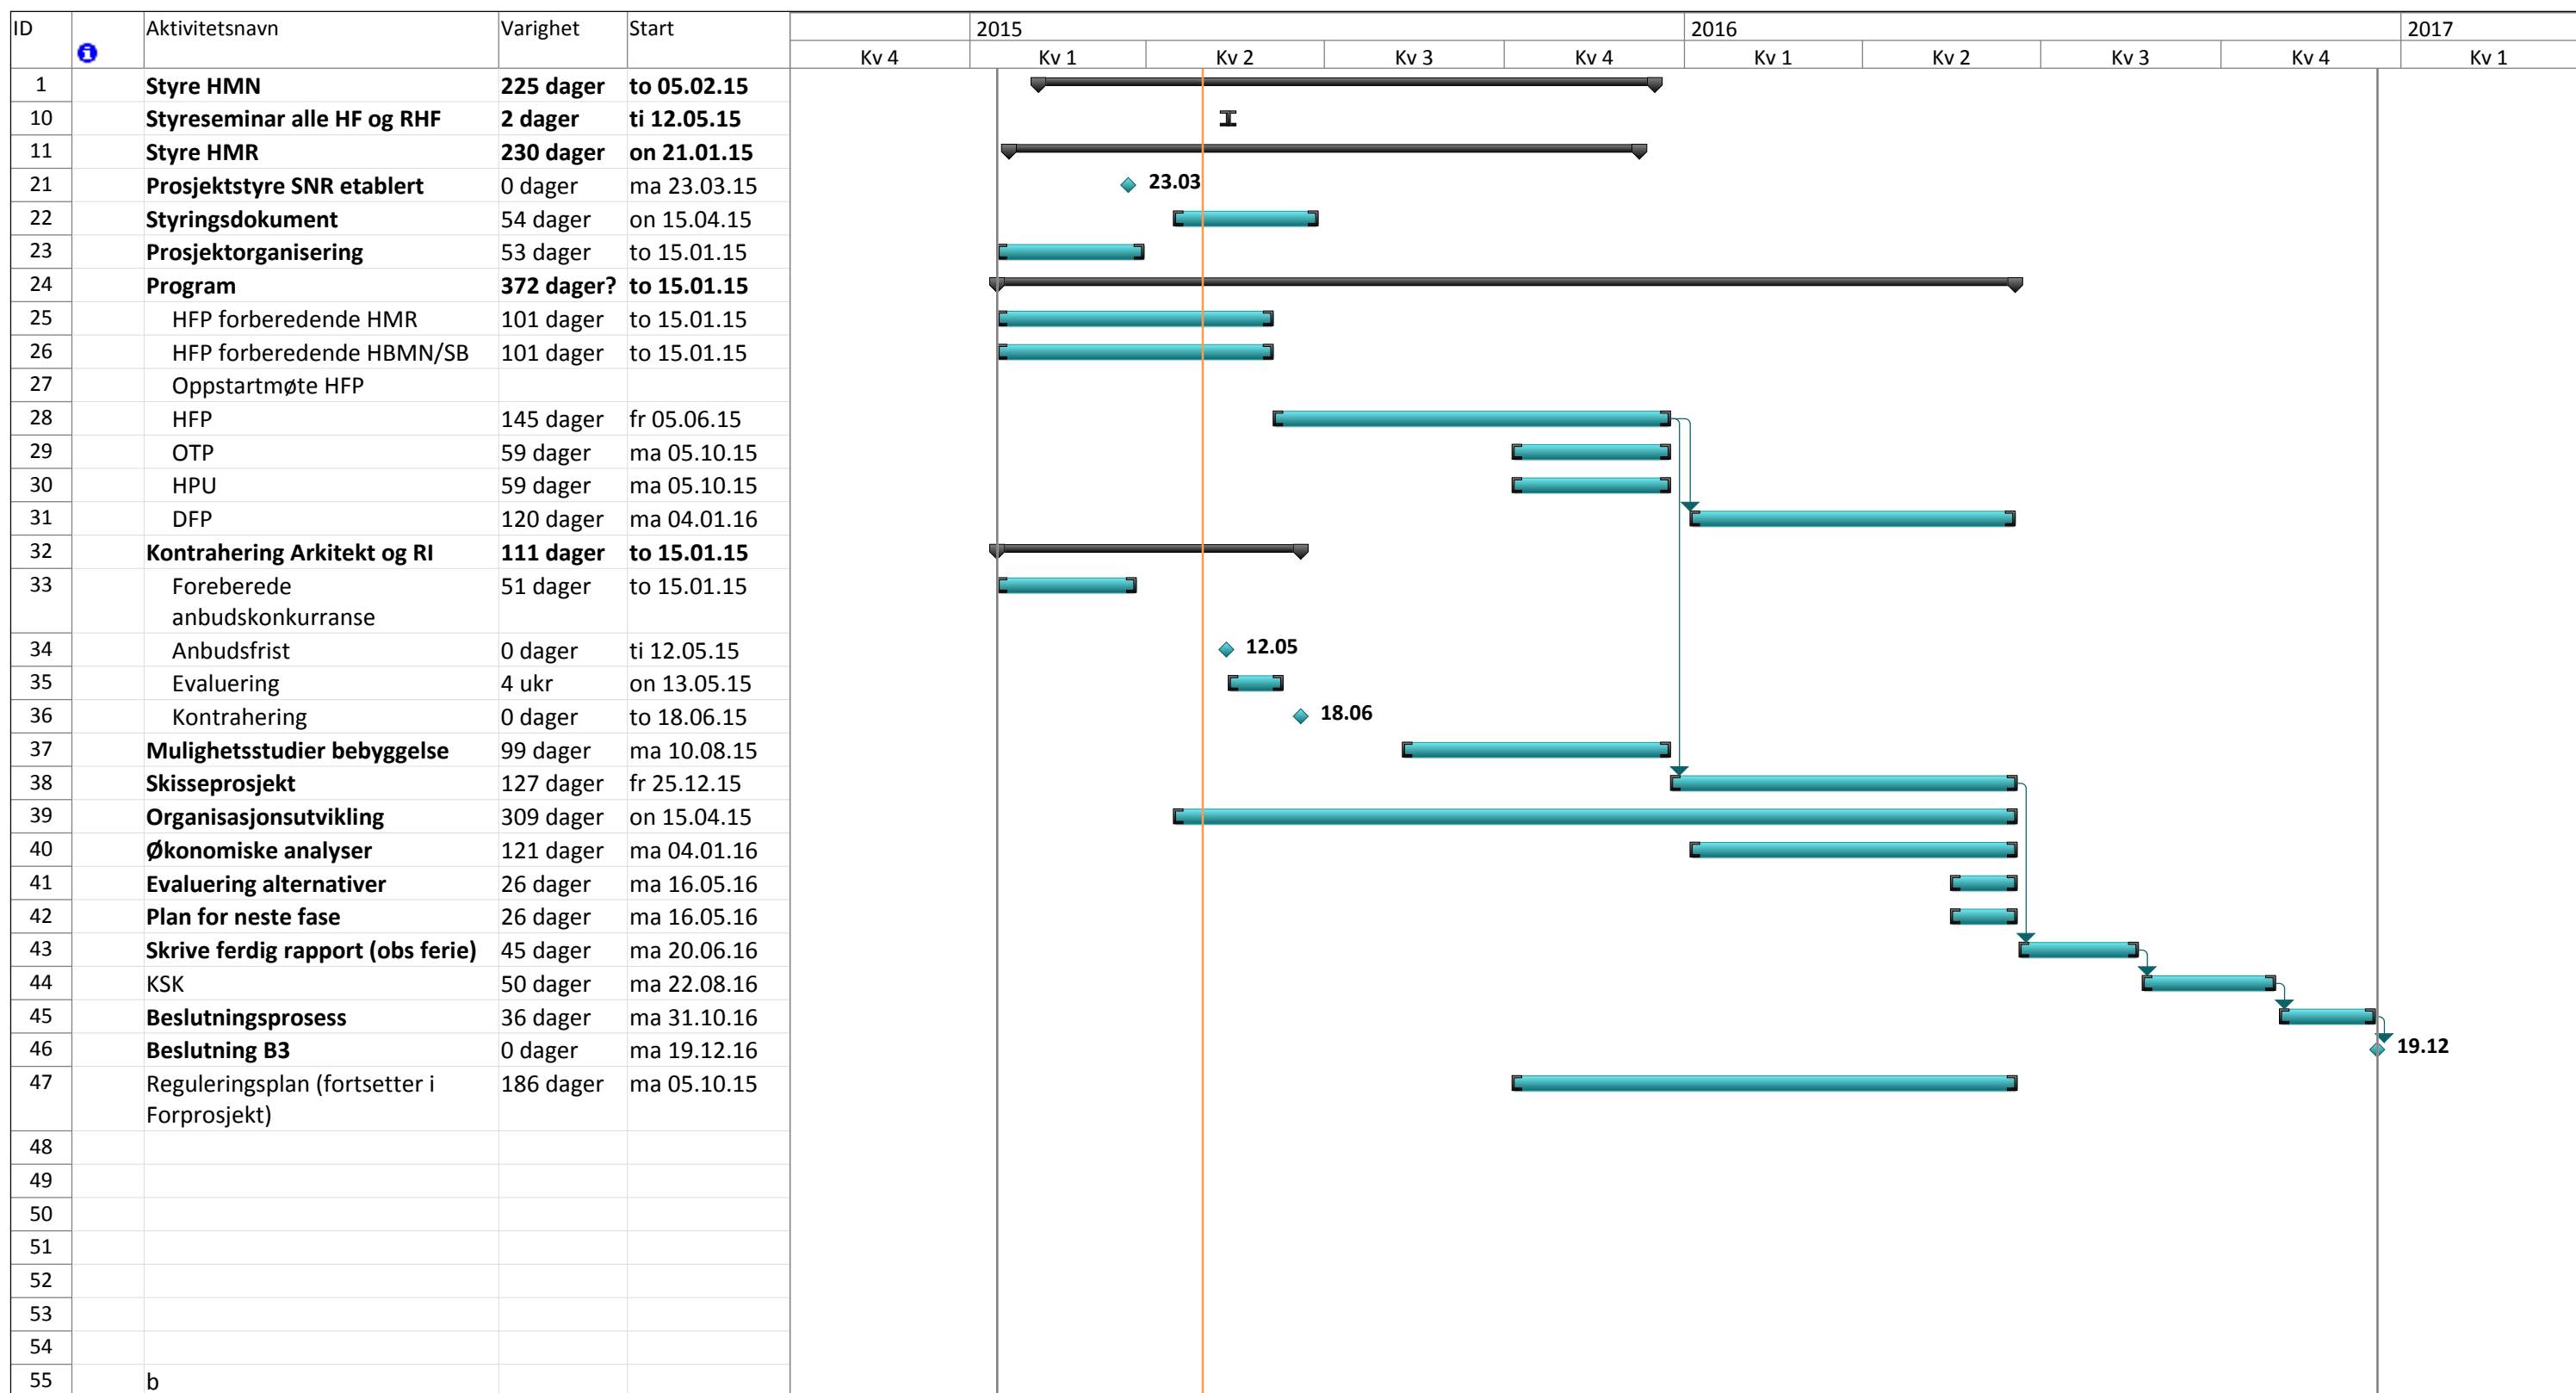 ID Aktivitetsnavn Varighet Start 2015 2016 2017
Kv 4 Kv 1 Kv 2 Kv 3 Kv 4 Kv 1 Kv 2 Kv 3 Kv 4 Kv 1
1 Styre HMN 225 dager to 05.02.15
10 Styreseminar alle HF og RHF 2 dager ti 12.05.15
11 Styre HMR 230 dager on 21.01.15
21 Prosjektstyre SNR etablert 0 dager ma 23.03.15 23.03
22 Styringsdokument 54 dager on 15.04.15
23 Prosjektorganisering 53 dager to 15.01.15
24 Program 372 dager? to 15.01.15
25 HFP forberedende HMR 101 dager to 15.01.15
26 HFP forberedende HBMN/SB 101 dager to 15.01.15
27 Oppstartmøte HFP
28 HFP 145 dager fr 05.06.15
29 OTP 59 dager ma 05.10.15
30 HPU 59 dager ma 05.10.15
31 DFP 120 dager ma 04.01.16
32 Kontrahering Arkitekt og RI 111 dager to 15.01.15
33 Foreberede 51 dager to 15.01.15
anbudskonkurranse
34 Anbudsfrist 0 dager ti 12.05.15 12.05
35 Evaluering 4 ukr on 13.05.15
36 Kontrahering 0 dager to 18.06.15 18.06
37 Mulighetsstudier bebyggelse 99 dager ma 10.08.15
38 Skisseprosjekt 127 dager fr 25.12.15
39 Organisasjonsutvikling 309 dager on 15.04.15
40 Økonomiske analyser 121 dager ma 04.01.16
41 Evaluering alternativer 26 dager ma 16.05.16
42 Plan for neste fase 26 dager ma 16.05.16
43 Skrive ferdig rapport (obs ferie) 45 dager ma 20.06.16
44 KSK 50 dager ma 22.08.16
45 Beslutningsprosess 36 dager ma 31.10.16
46 Beslutning B3 0 dager ma 19.12.16 19.12
47 Reguleringsplan (fortsetter i 186 dager ma 05.10.15
Forprosjekt)
48
49
50
51
52
53
54
55 b